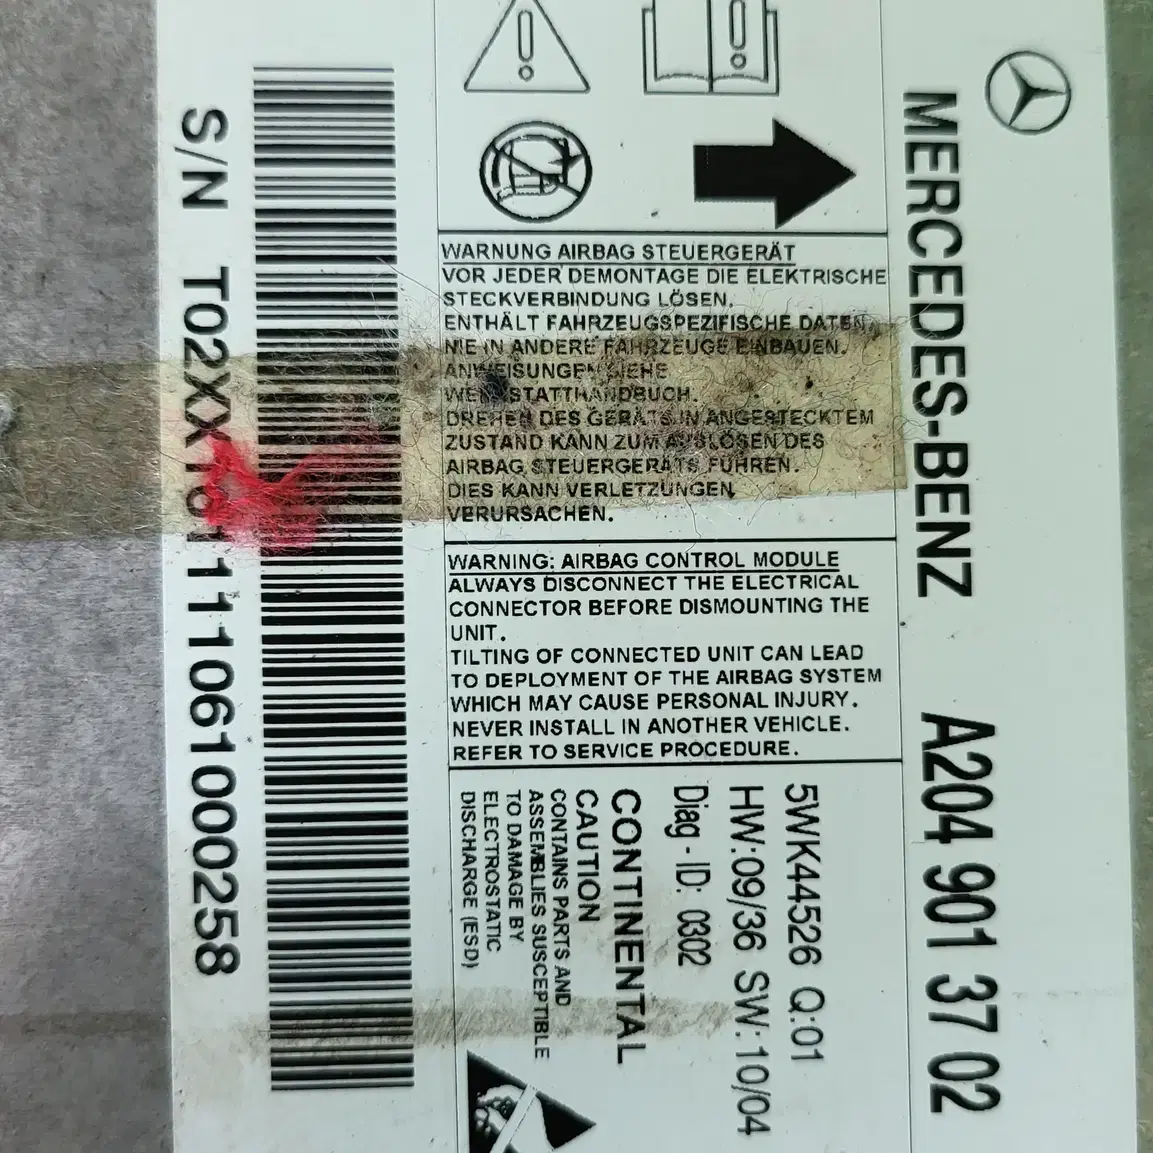 MERCEDES-BENZ A204 901 37 02
WARNUNG AIRBAG STEUERGERÄT
VOR JEDER DEMONTAGE DIE ELEKTRISCHE
STECKVERBINDUNG LÖSEN.
ENTHÄLT FAHRZEUGSPEZIFISCHE DATEN,
NIE IN ANDERE FAHRZEUGE EINBAUEN.
ANWEISUNGEN SIEHE
WERKSTATTHANDBUCH.
DREHEN DES GERÄTS IN ANGESTECKTEM
ZUSTAND KANN ZUM AUSLÖSEN DES
AIRBAG STEUERGERÄTS FÜHREN.
DIES KANN VERLETZUNGEN
VERURSACHEN.
WARNING: AIRBAG CONTROL MODULE
ALWAYS DISCONNECT THE ELECTRICAL
CONNECTOR BEFORE DISMOUNTING THE
UNIT.
TILTING OF CONNECTED UNIT CAN LEAD
TO DEPLOYMENT OF THE AIRBAG SYSTEM
WHICH MAY CAUSE PERSONAL INJURY.
NEVER INSTALL IN ANOTHER VEHICLE.
REFER TO SERVICE PROCEDURE.
5WK44526 Q:01
HW:09/36 SW:10/04
Diag-ID: 0302
CONTINENTAL
CAUTION
CONTAINS PARTS AND
ASSEMBLIES SUSCEPTIBLE
TO DAMAGE BY
ELECTROSTATIC
DISCHARGE (ESD)
S/N